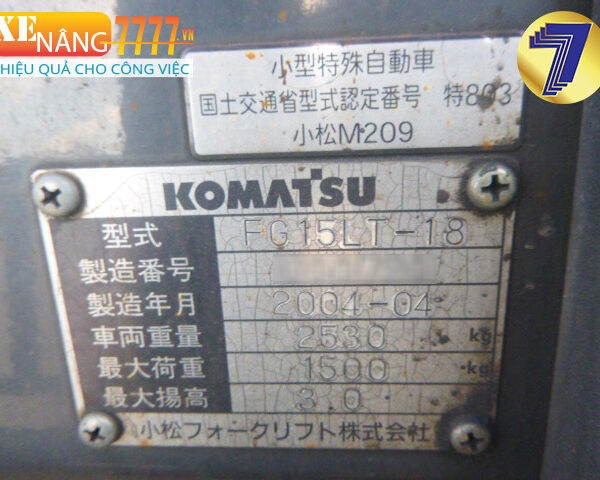 XE
NÂNG7777.VN
HIỆU QUẢ CHO CÔNG VIỆC
7
小型特殊自動車
国土交通省型式認定番号 特803
小松M209
KOMATSU
型式 FG15LT-18
製造番号
製造年月 2004-04
車両重量 2530 kg
最大荷重 1500 kg
最大揚高 3.0
小松フォークリフト株式会社